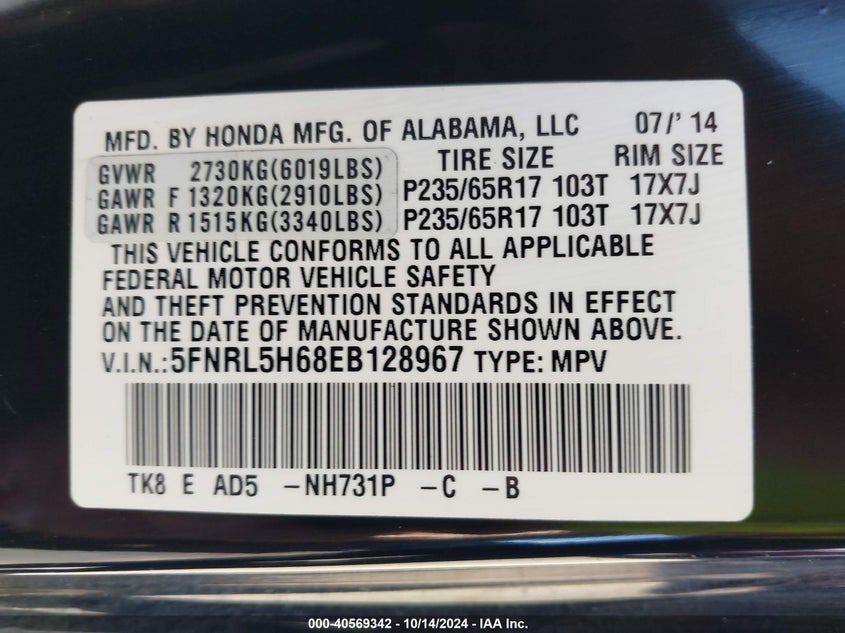 MFD. BY HONDA MFG. OF ALABAMA, LLC 07/' 14
GVWR 2730KG(6019LBS) TIRE SIZE RIM SIZE
GAWR F 1320KG(2910LBS) P235/65R17 103T 17X7J
GAWR R 1515KG(3340LBS) P235/65R17 103T 17X7J
THIS VEHICLE CONFORMS TO ALL APPLICABLE
FEDERAL MOTOR VEHICLE SAFETY
AND THEFT PREVENTION STANDARDS IN EFFECT
ON THE DATE OF MANUFACTURE SHOWN ABOVE.
V.I.N.:5FNRL5H68EB128967 TYPE: MPV
TK8 E AD5 -NH731P -C -B
000-40569342 - 10/14/2024 - IAA Inc.